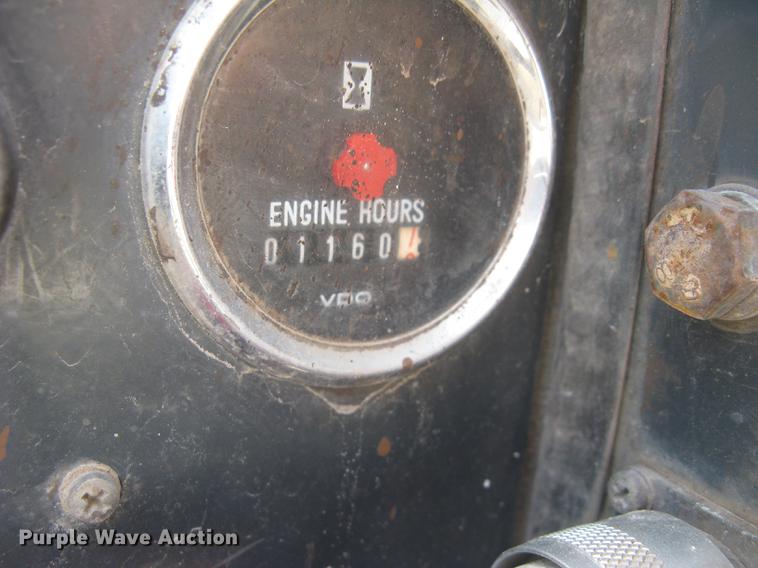 ENGINE HOURS
01160
VDO
Purple Wave Auction